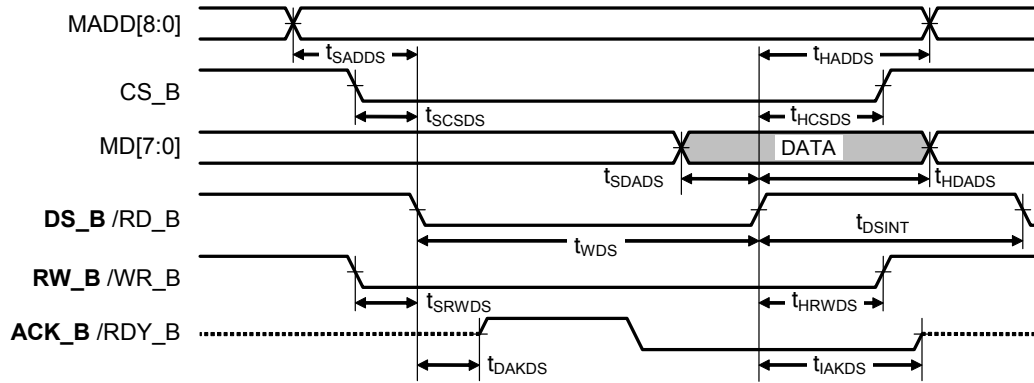 MADD[8:0]
tSADDS
tHADDS
CS_B
tSCSDS
tHCSDS
MD[7:0]
DATA
tSDADS
tHDADS
DS_B /RD_B
tWDS
tDSINT
RW_B /WR_B
tSRWDS
tHRWDS
ACK_B /RDY_B
tDAKDS
tIAKDS